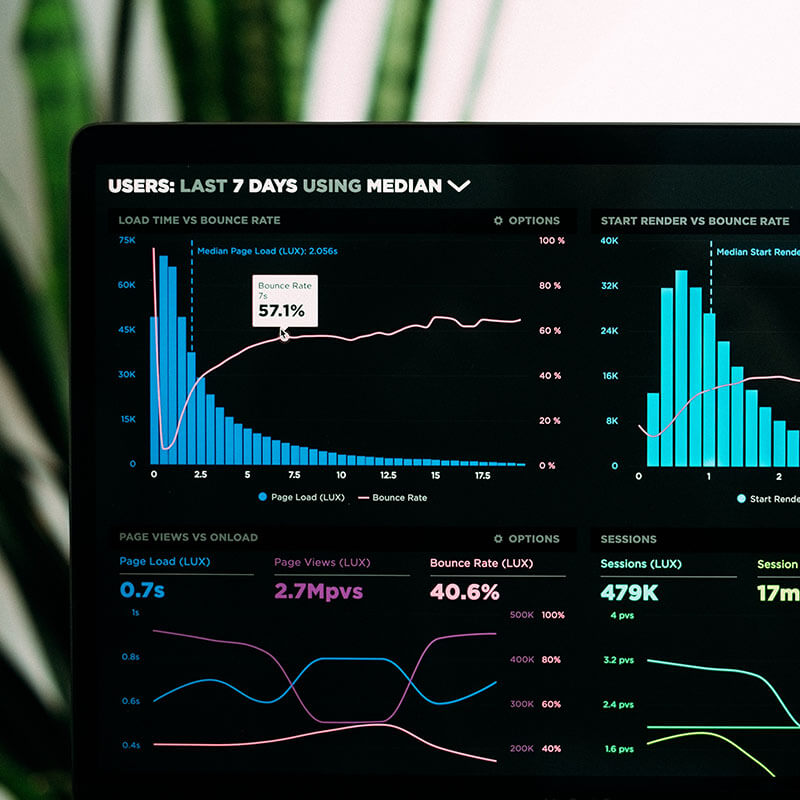 USERS: LAST 7 DAYS USING MEDIAN
LOAD TIME VS BOUNCE RATE
OPTIONS
75K
60K
45K
30K
15K
0
Median Page Load (LUX): 2.056s
Bounce Rate
7s
57.1%
100 %
80 %
60 %
40 %
20 %
0 %
0 2.5 5 7.5 10 12.5 15 17.5
Page Load (LUX) Bounce Rate
START RENDER VS BOUNCE RATE
40K
32K
24K
16K
8K
0
Median Start Rende
0 1 2
Start Rende
PAGE VIEWS VS ONLOAD
OPTIONS
Page Load (LUX)
0.7s
Page Views (LUX)
2.7Mpvs
Bounce Rate (LUX)
40.6%
1s
0.8s
0.6s
0.4s
500K 100%
400K 80%
300K 60%
200K 40%
SESSIONS
Sessions (LUX)
479K
Session
17m
4 pvs
3.2 pvs
2.4 pvs
1.6 pvs